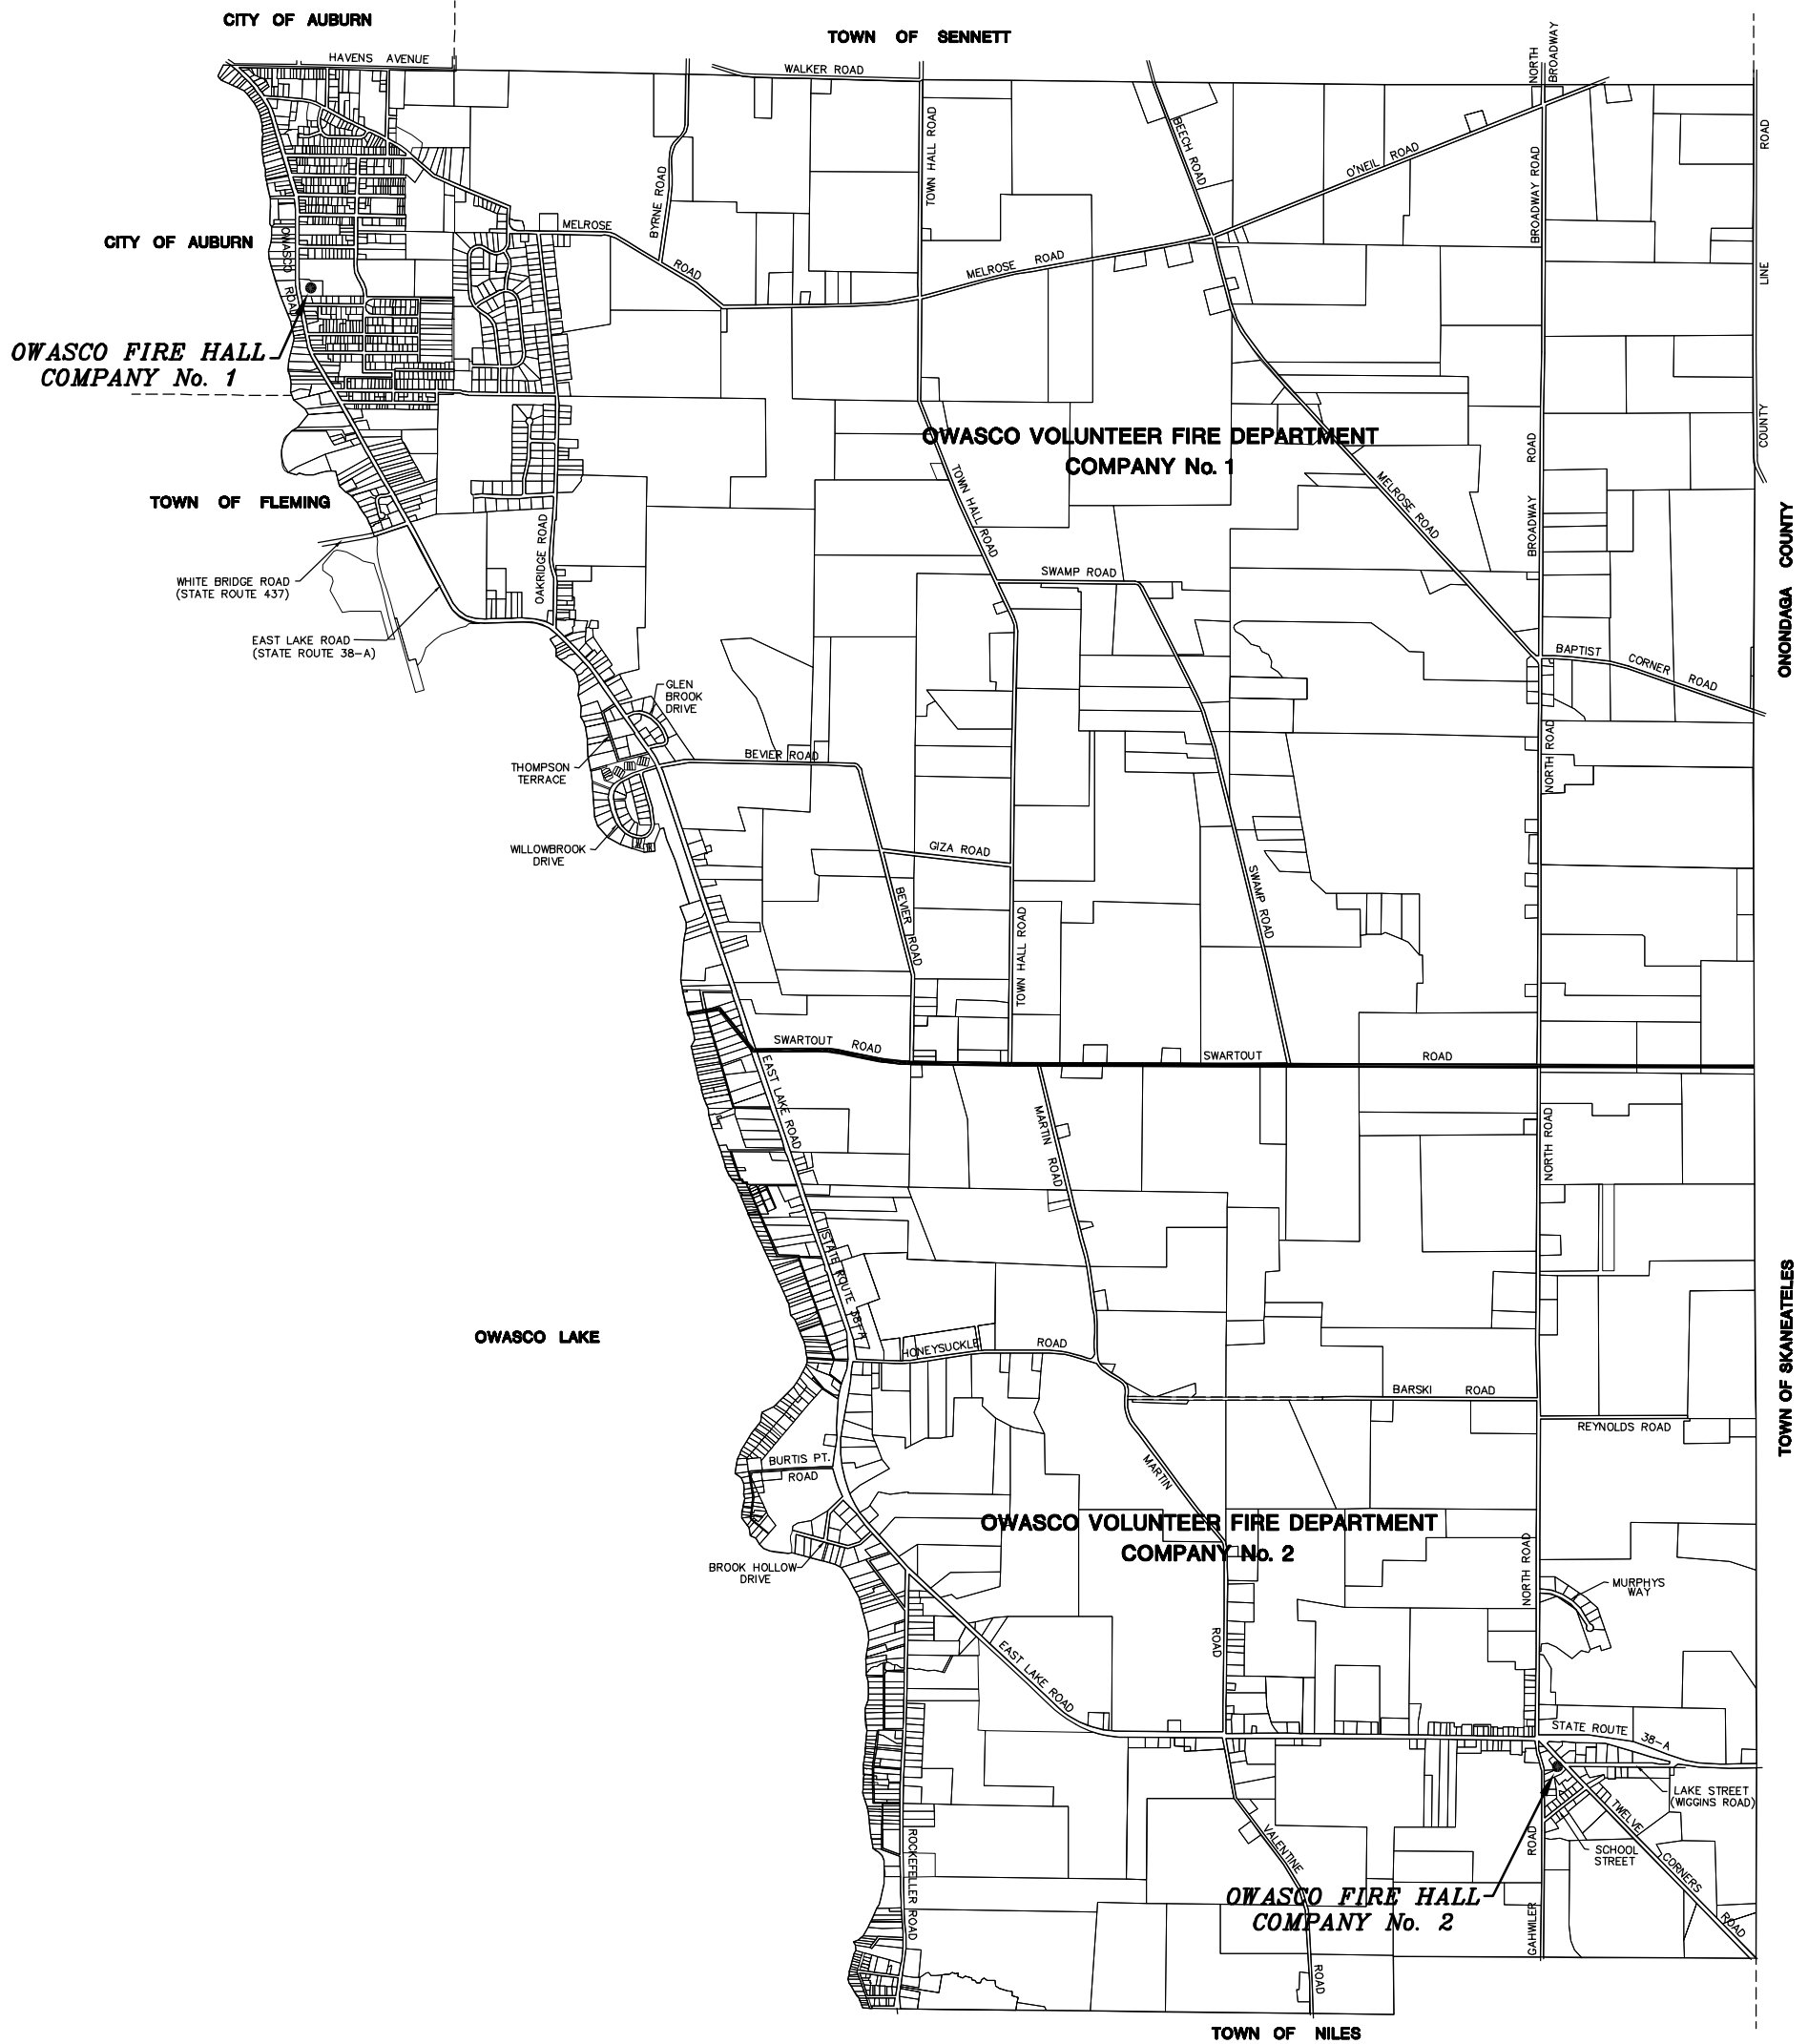 CITY OF AUBURN
TOWN OF SENNETT
NORTH
BROADWAY
HAVENS AVENUE
WALKER ROAD
TOWN HALL ROAD
BEECH ROAD
O'NEIL ROAD
BROADWAY ROAD
COUNTY LINE ROAD
BYRNE ROAD
MELROSE ROAD
CITY OF AUBURN
OWASCO ROAD
MELROSE ROAD
OWASCO FIRE HALL
COMPANY No. 1
OWASCO VOLUNTEER FIRE DEPARTMENT
COMPANY No. 1
TOWN HALL ROAD
MELROSE ROAD
BROADWAY ROAD
TOWN OF FLEMING
OAKRIDGE ROAD
ONONDAGA COUNTY
WHITE BRIDGE ROAD
(STATE ROUTE 437)
SWAMP ROAD
EAST LAKE ROAD
(STATE ROUTE 38-A)
BAPTIST CORNER ROAD
GLEN
BROOK
DRIVE
NORTH ROAD
THOMPSON
TERRACE
BEVIER ROAD
WILLOWBROOK
DRIVE
GIZA ROAD
BEVIER ROAD
SWAMP ROAD
TOWN HALL ROAD
SWARTOUT ROAD
SWARTOUT ROAD
EAST LAKE ROAD
MARTIN ROAD
NORTH ROAD
STATE ROUTE 38-A
OWASCO LAKE
HONEYSUCKLE ROAD
TOWN OF SKANEATELES
BARSKI ROAD
REYNOLDS ROAD
BURTIS PT.
ROAD
MARTIN ROAD
OWASCO VOLUNTEER FIRE DEPARTMENT
COMPANY No. 2
BROOK HOLLOW
DRIVE
NORTH ROAD
MURPHYS
WAY
EAST LAKE ROAD
STATE ROUTE 38-A
LAKE STREET
(WIGGINS ROAD)
TWELVE CORNERS ROAD
SCHOOL
STREET
ROCKEFELLER ROAD
VALENTINE ROAD
GAHWILER ROAD
OWASCO FIRE HALL
COMPANY No. 2
TOWN OF NILES